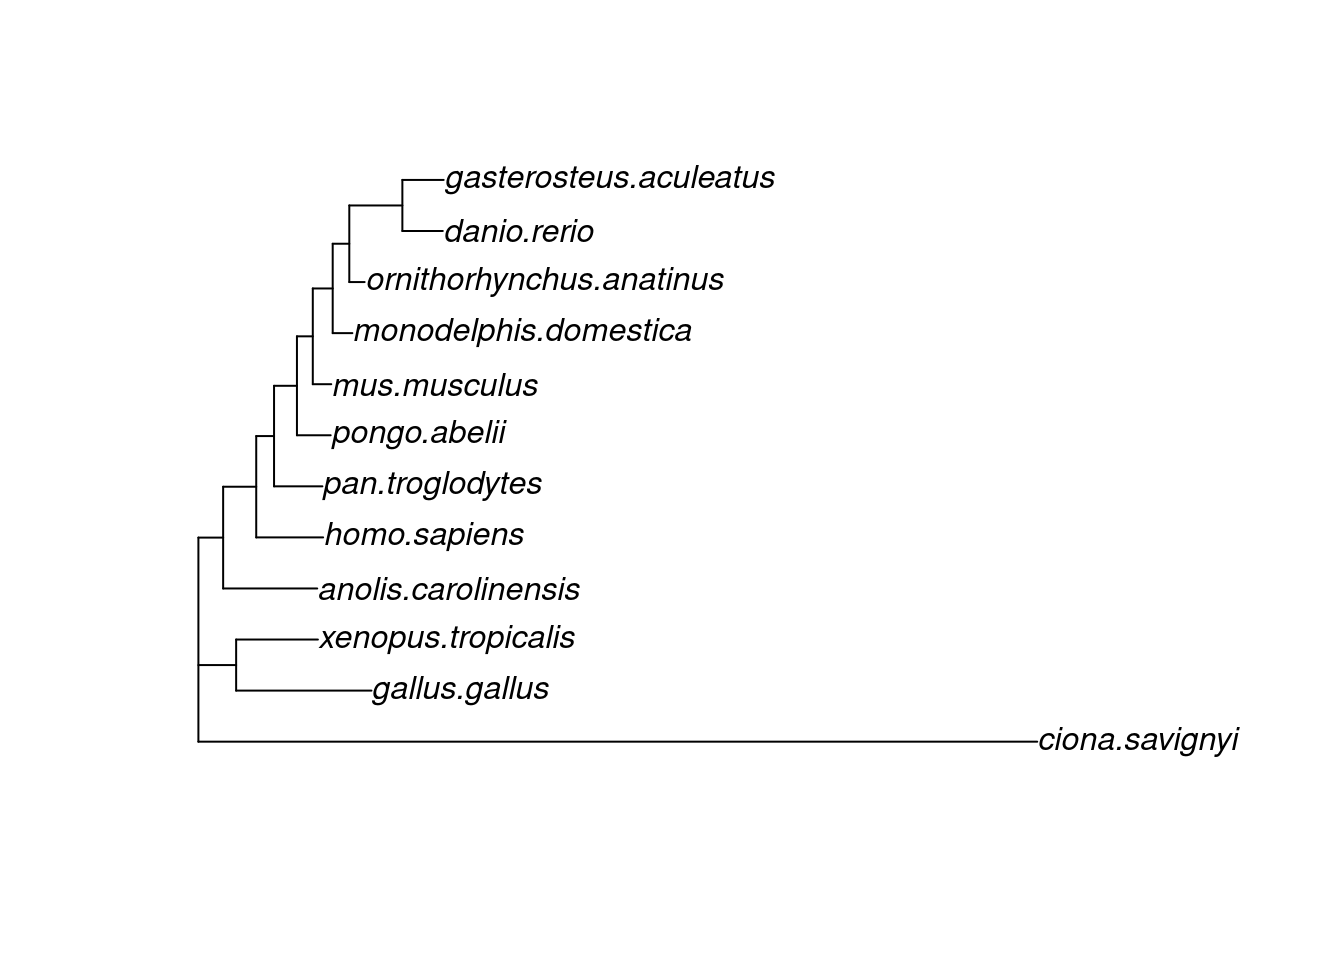 gasterosteus.aculeatus
danio.rerio
ornithorhynchus.anatinus
monodelphis.domestica
mus.musculus
pongo.abelii
pan.troglodytes
homo.sapiens
anolis.carolinensis
xenopus.tropicalis
gallus.gallus
ciona.savignyi